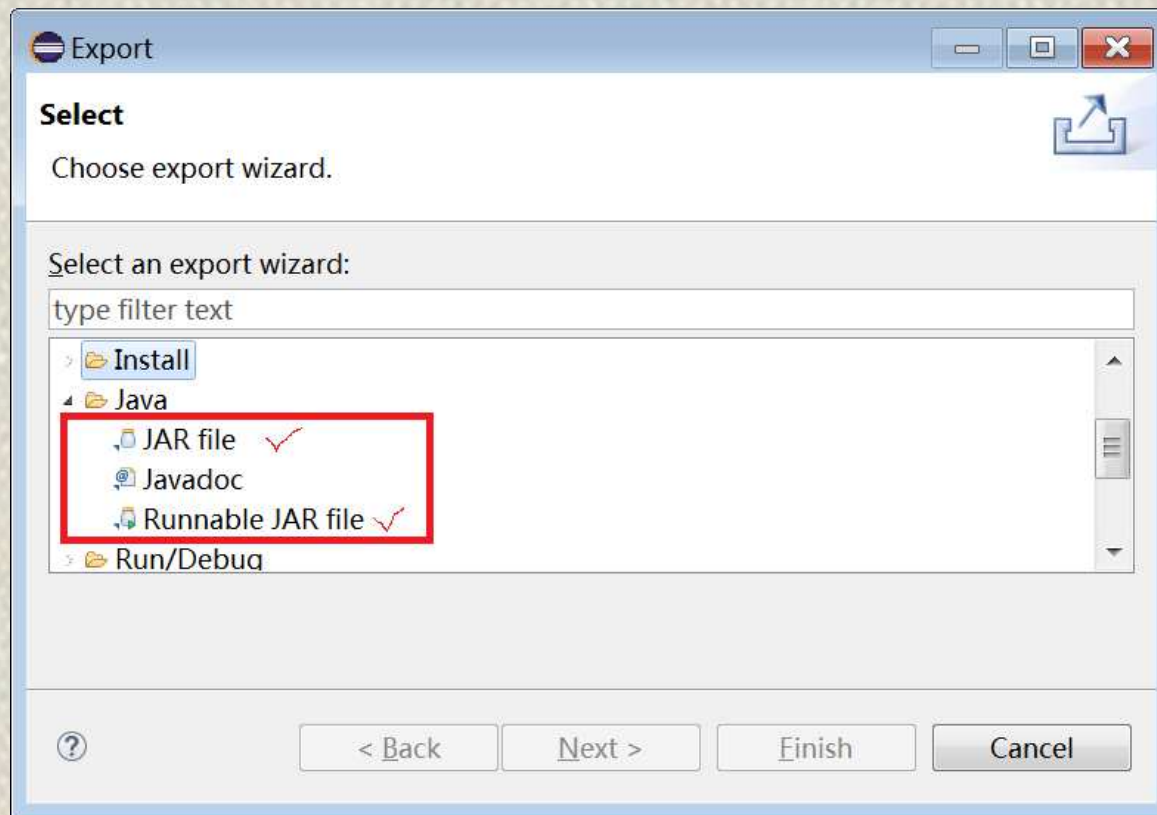 Export
Select
Choose export wizard.
Select an export wizard:
type filter text
Install
Java
JAR file
Javadoc
Runnable JAR file
Run/Debug
< Back
Next >
Finish
Cancel